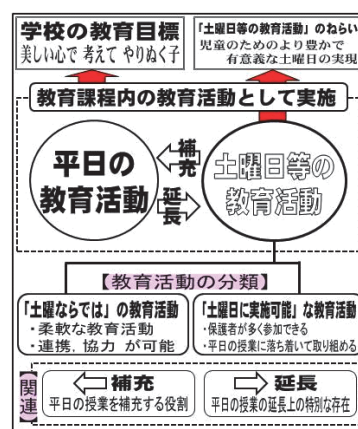 学校の教育目標
美しい心で 考えて やりぬく子
「土曜日等の教育活動」のねらい
児童のためのより豊かで
有意義な土曜日の実現
教育課程内の教育活動として実施
平日の
教育活動
補充
延長
土曜日等の
教育活動
【教育活動の分類】
「土曜ならでは」の教育活動
・柔軟な教育活動
・連携,協力 が可能
「土曜日に実施可能」な教育活動
・保護者が多く参加できる
・平日の授業に落ち着いて取り組める
【関連】
補充
平日の授業を補充する役割
延長
平日の授業の延長上の特別な存在